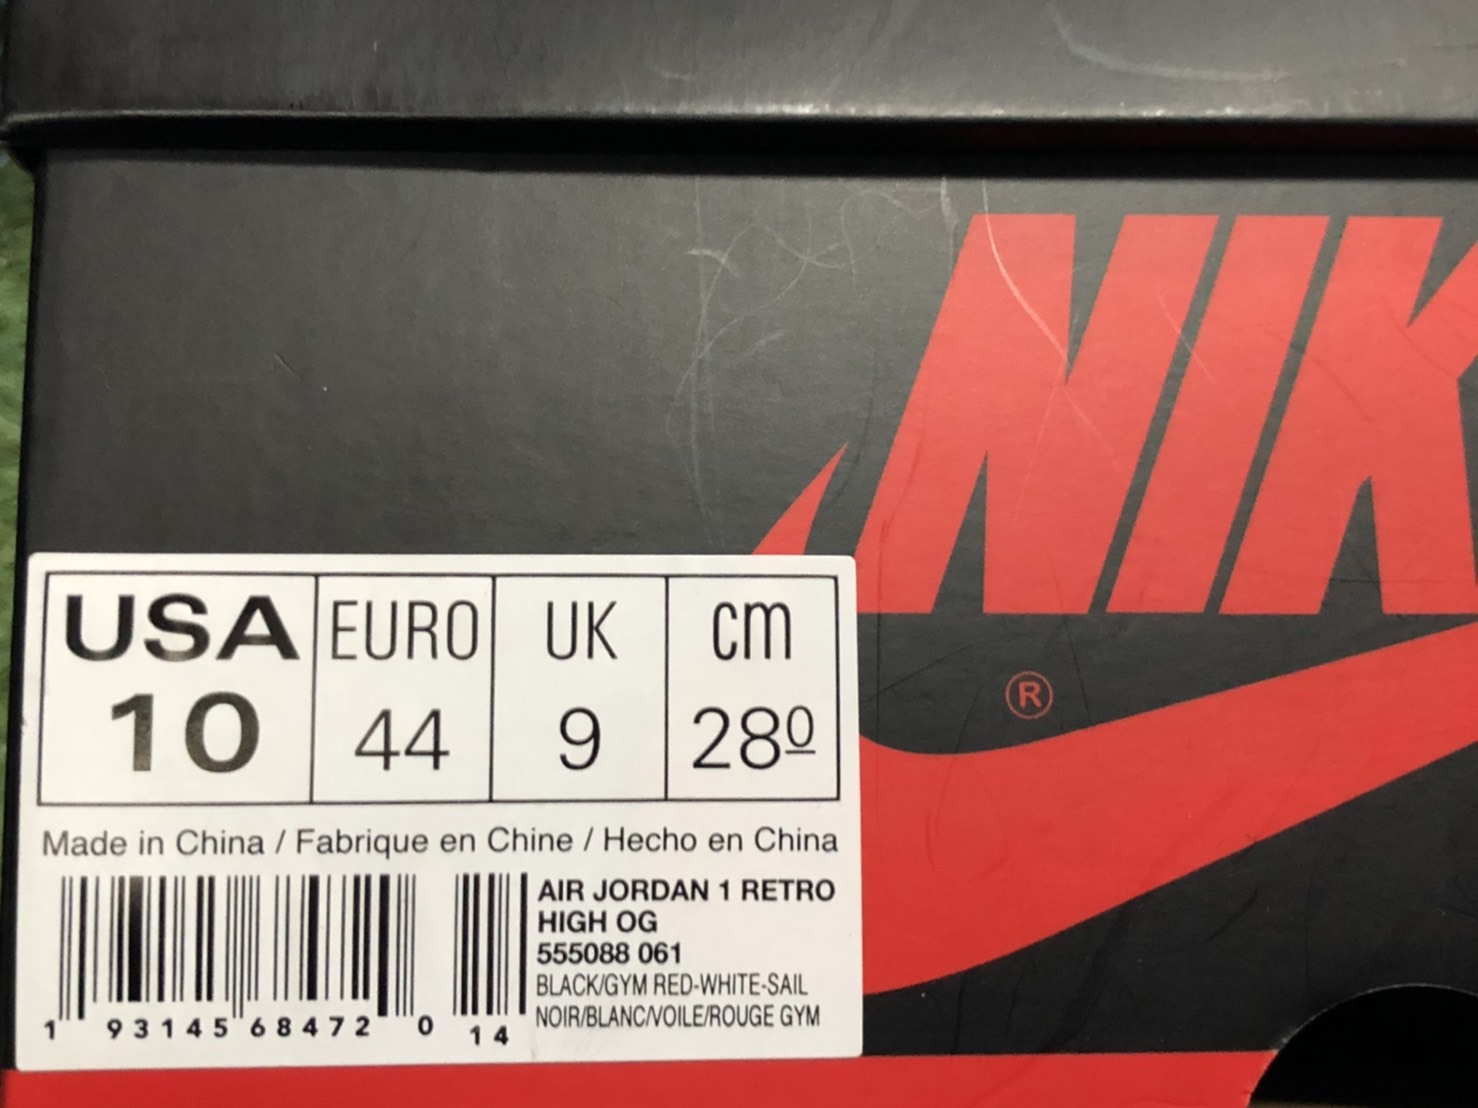 NIK
®
USA EURO UK cm
10 44 9 28 0
Made in China / Fabrique en Chine / Hecho en China
AIR JORDAN 1 RETRO
HIGH OG
555088 061
BLACK/GYM RED-WHITE-SAIL
NOIR/BLANC/VOILE/ROUGE GYM
1 93145 68472 0 14